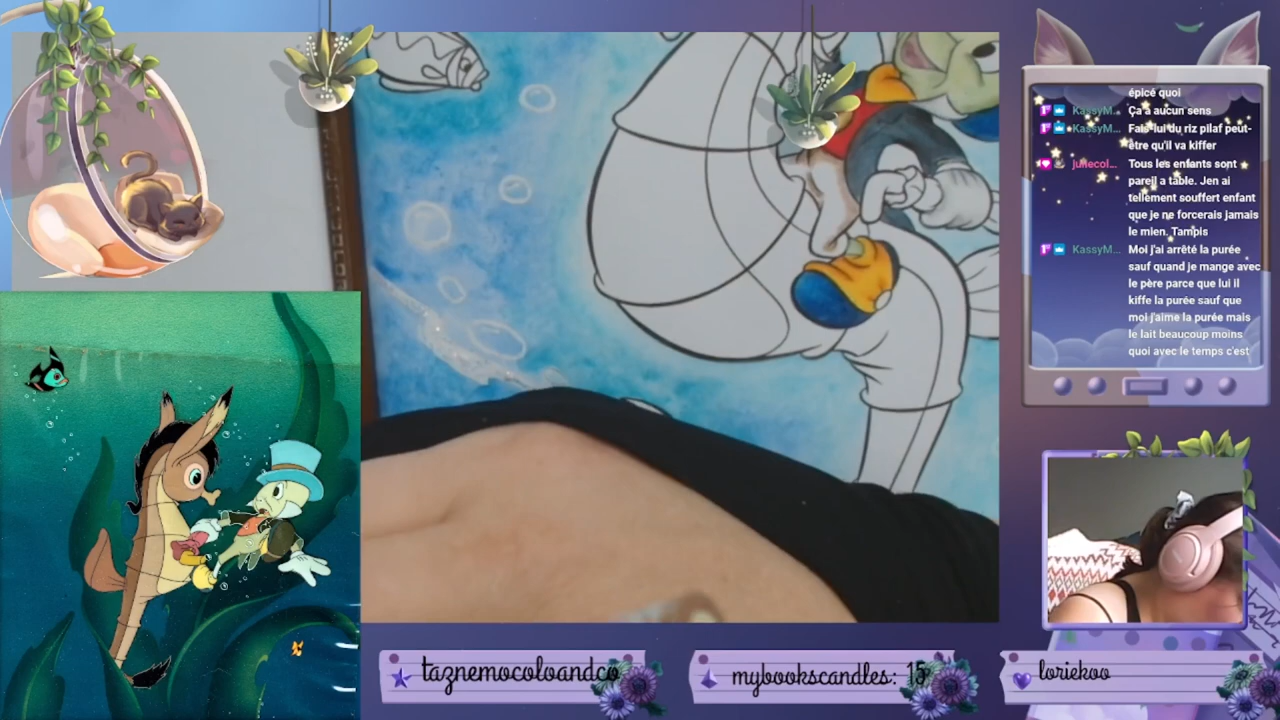 épicé quoi
KassyM... Ça a aucun sens
KassyM... Fais-lui du riz pilaf peut-
être qu'il va kiffer
juliecol... Tous les enfants sont
pareil a table. Jen ai
tellement souffert enfant
que je ne forcerais jamais
le mien. Tampis
KassyM... Moi j'ai arrêté la purée
sauf quand je mange avec
le père parce que lui il
kiffe la purée sauf que
moi j'aime la purée mais
le lait beaucoup moins
quoi avec le temps c'est
taznemocoloandco
mybookscandles: 15
loriekoo